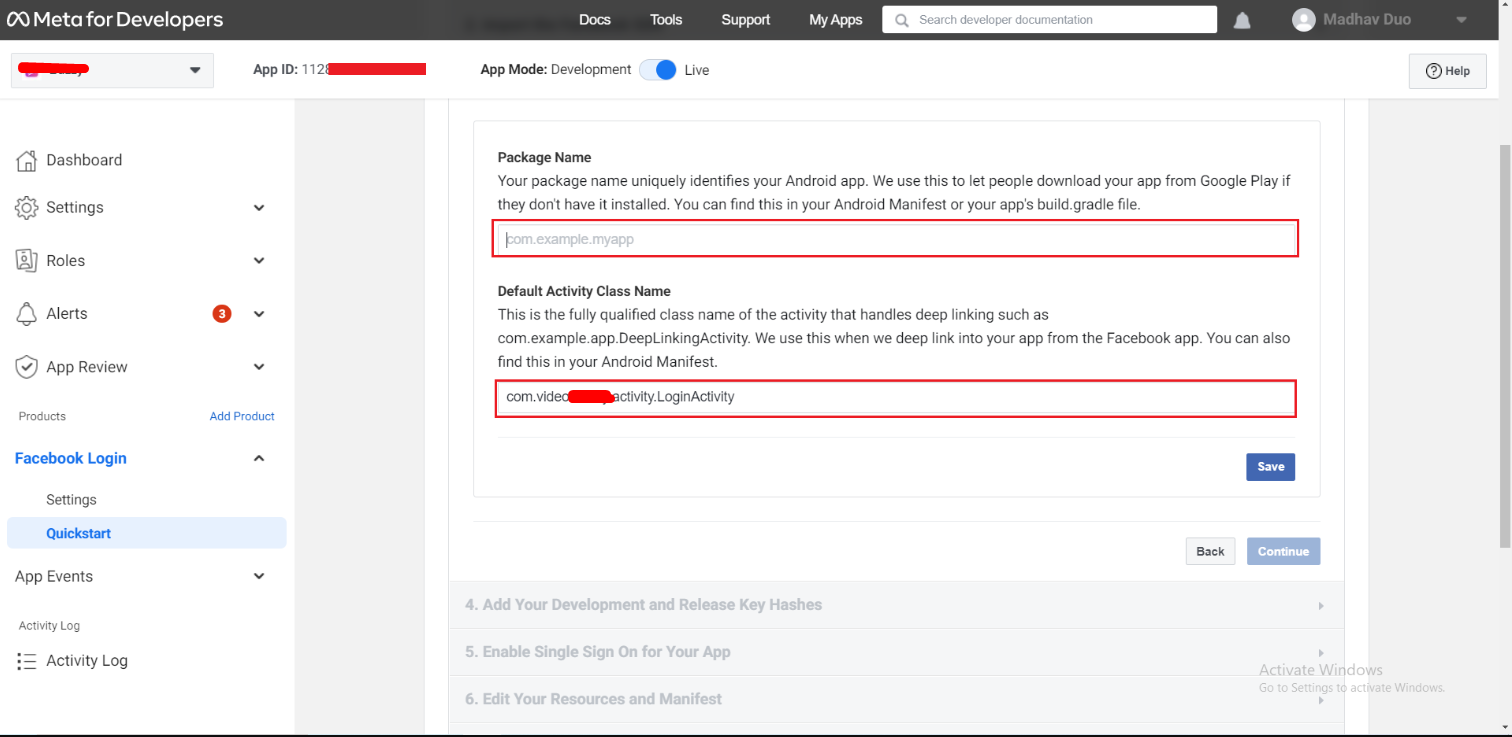 Meta for Developers
Docs
Tools
Support
My Apps
Search developer documentation
Madhav Duo
App ID: 1128
App Mode: Development
Live
Help
Dashboard
Settings
Roles
Alerts
3
App Review
Products
Add Product
Facebook Login
Settings
Quickstart
App Events
Activity Log
Activity Log
Package Name
Your package name uniquely identifies your Android app. We use this to let people download your app from Google Play if
they don't have it installed. You can find this in your Android Manifest or your app's build.gradle file.
com.example.myapp
Default Activity Class Name
This is the fully qualified class name of the activity that handles deep linking such as
com.example.app.DeepLinkingActivity. We use this when we deep link into your app from the Facebook app. You can also
find this in your Android Manifest.
com.video activity.LoginActivity
Save
Back
Continue
4. Add Your Development and Release Key Hashes
5. Enable Single Sign On for Your App
6. Edit Your Resources and Manifest
Activate Windows
Go to Settings to activate Windows.